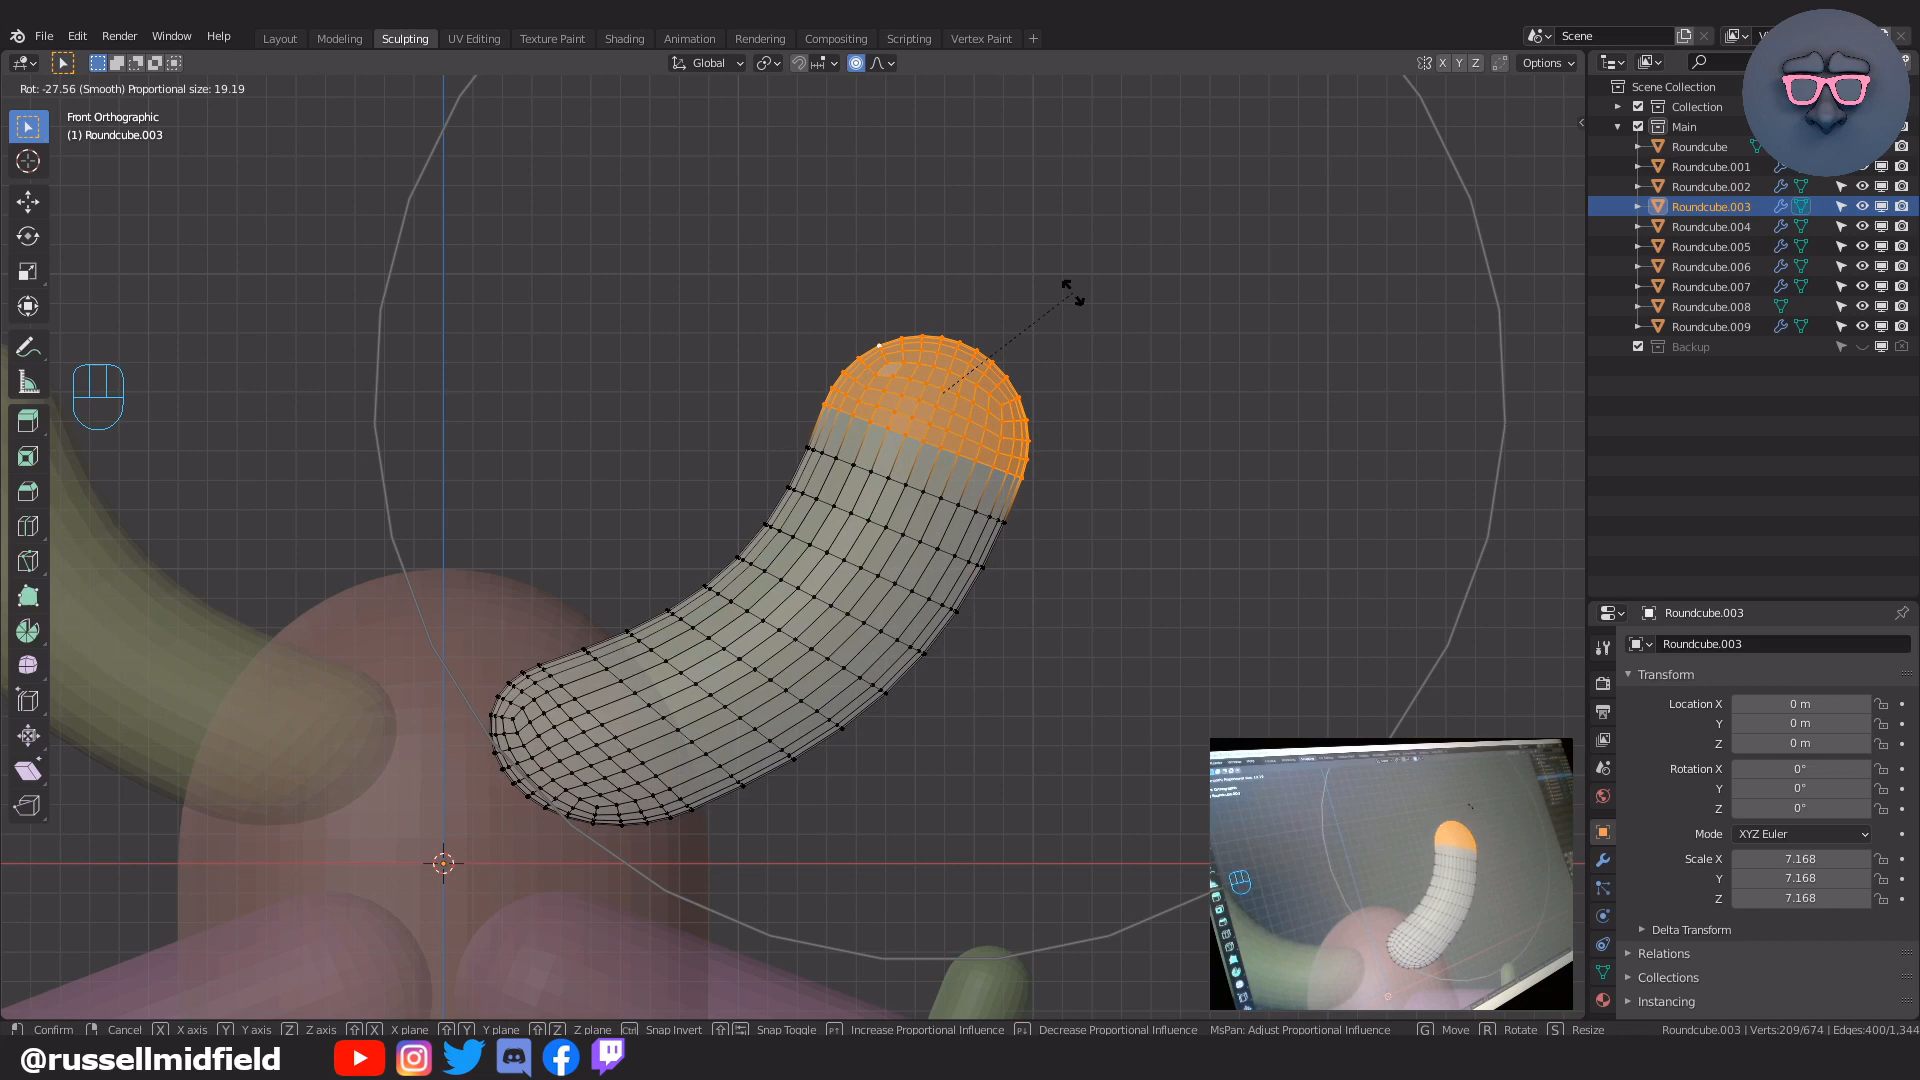 File Edit Render Window Help
Layout Modeling Sculpting UV Editing Texture Paint Shading Animation Rendering Compositing Scripting Vertex Paint +
Scene
Global
X Y Z
Options
Rot: -27.56 (Smooth) Proportional size: 19.19
Front Orthographic
(1) Roundcube.003
Scene Collection
Collection
Main
Roundcube
Roundcube.001
Roundcube.002
Roundcube.003
Roundcube.004
Roundcube.005
Roundcube.006
Roundcube.007
Roundcube.008
Roundcube.009
Backup
Roundcube.003
Roundcube.003
Transform
Location X 0 m
Y 0 m
Z 0 m
Rotation X 0°
Y 0°
Z 0°
Mode XYZ Euler
Scale X 7.168
Y 7.168
Z 7.168
Delta Transform
Relations
Collections
Instancing
Confirm Cancel X X axis Y Y axis Z Z axis X X plane Y Y plane Z Z plane Ctrl Snap Invert Snap Toggle Increase Proportional Influence Decrease Proportional Influence MsPan: Adjust Proportional Influence G Move R Rotate S Resize Roundcube.003 | Verts:209/674 | Edges:400/1,344
@russellmidfield